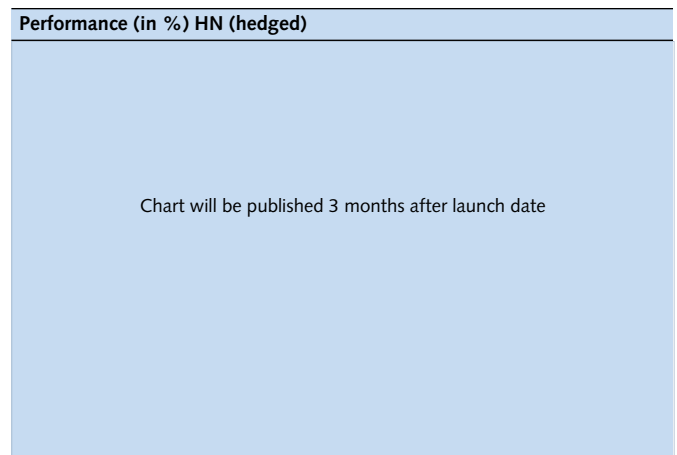 Performance (in %) HN (hedged)
Chart will be published 3 months after launch date